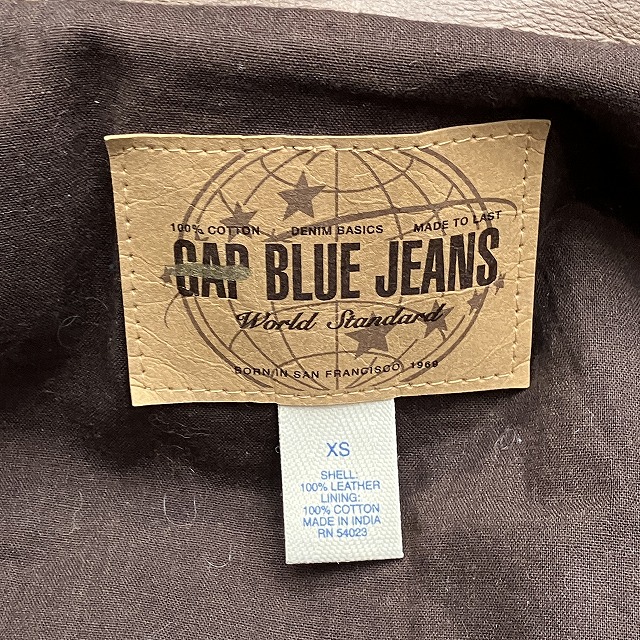 100% COTTON DENIM BASICS MADE TO LAST
GAP BLUE JEANS
World Standard
BORN IN SAN FRANCISCO, 1969
XS
SHELL:
100% LEATHER
LINING:
100% COTTON
MADE IN INDIA
RN 54023